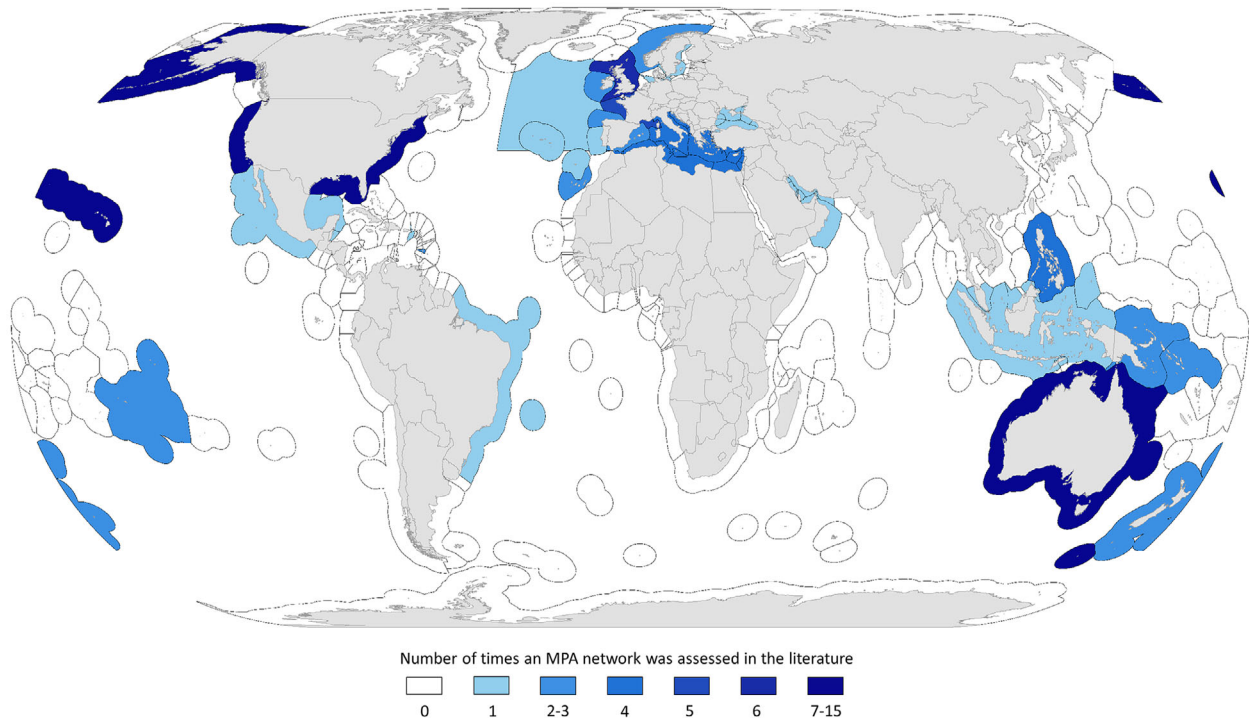 Number of times an MPA network was assessed in the literature
0 1 2-3 4 5 6 7-15